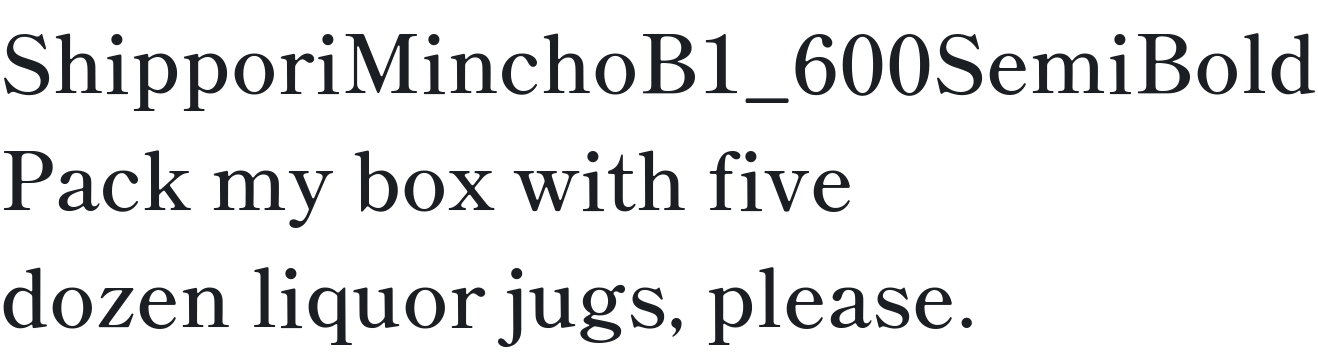 ShipporiMinchoB1_600SemiBold
Pack my box with five
dozen liquor jugs, please.